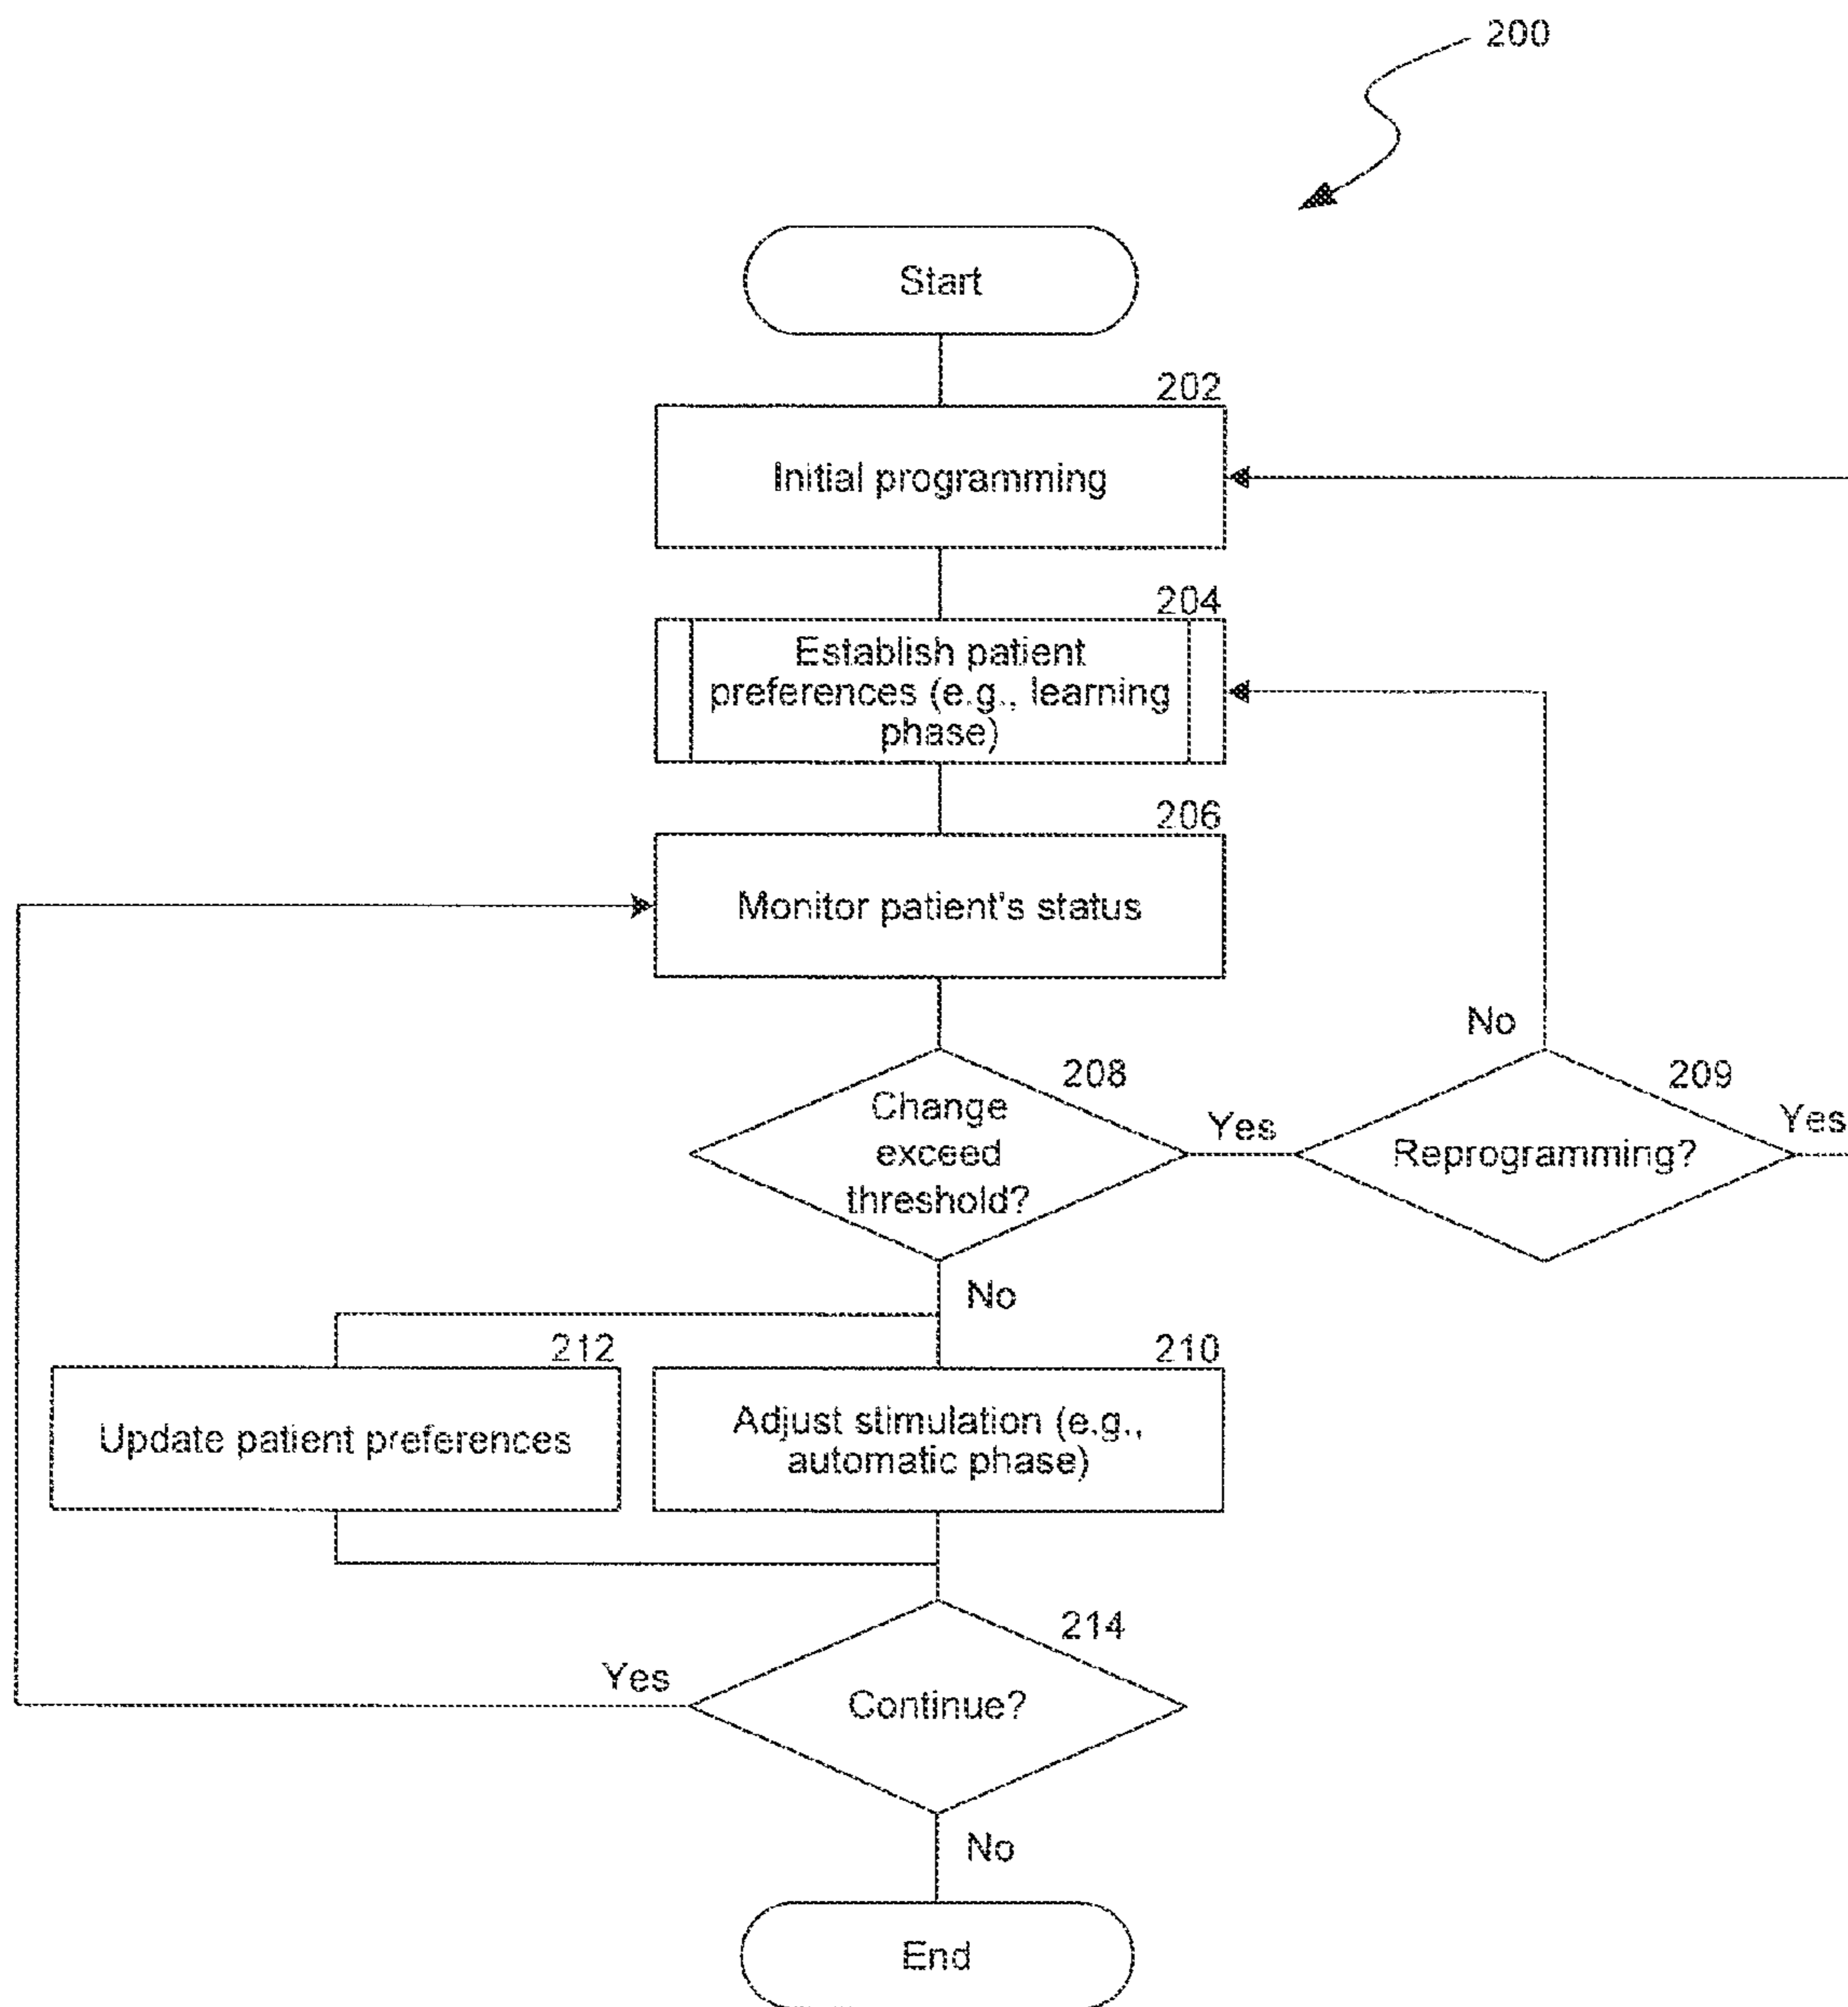 200
Start
202
Initial programming
204
Establish patient
preferences (e.g., learning
phase)
206
Monitor patient's status
No
208
209
Change
exceed
threshold?
Yes
Reprogramming?
Yes
No
212
210
Update patient preferences
Adjust stimulation (e.g.,
automatic phase)
214
Yes
Continue?
No
End